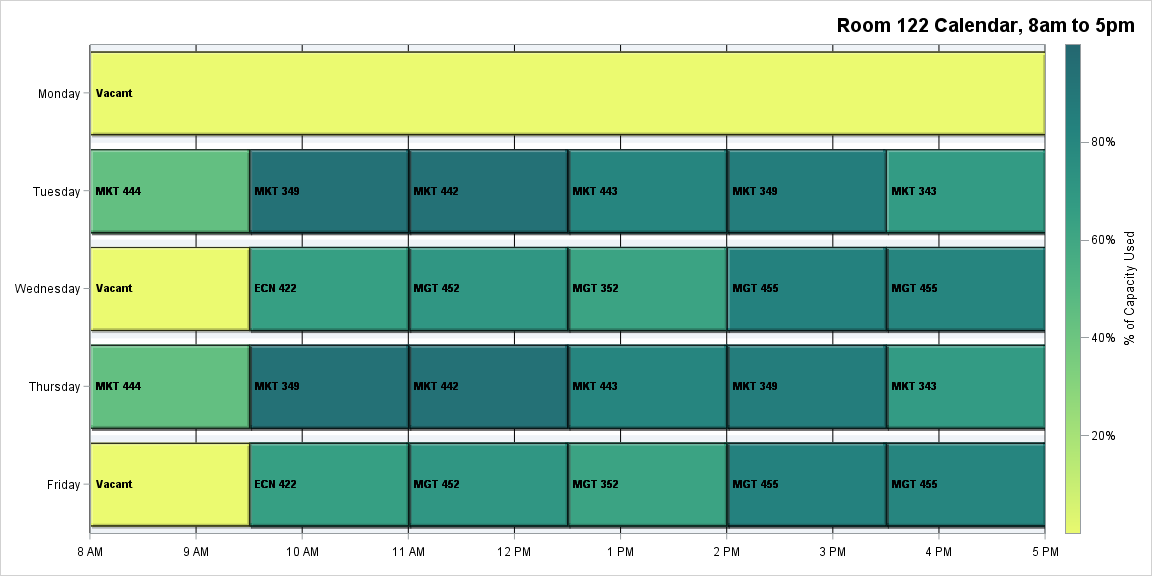 Room 122 Calendar, 8am to 5pm
Monday
Vacant
Tuesday
MKT 444
MKT 349
MKT 442
MKT 443
MKT 349
MKT 343
Wednesday
Vacant
ECN 422
MGT 452
MGT 352
MGT 455
MGT 455
Thursday
MKT 444
MKT 349
MKT 442
MKT 443
MKT 349
MKT 343
Friday
Vacant
ECN 422
MGT 452
MGT 352
MGT 455
MGT 455
8 AM
9 AM
10 AM
11 AM
12 PM
1 PM
2 PM
3 PM
4 PM
5 PM
80%
60%
40%
20%
% of Capacity Used